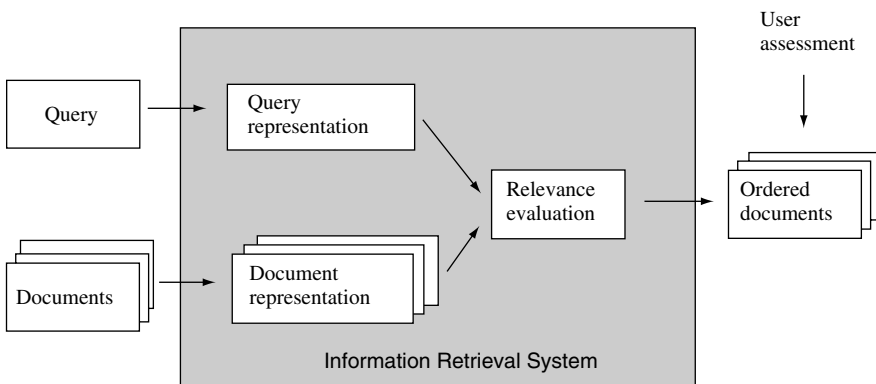 User
assessment
Query
Query
representation
Relevance
evaluation
Ordered
documents
Documents
Document
representation
Information Retrieval System